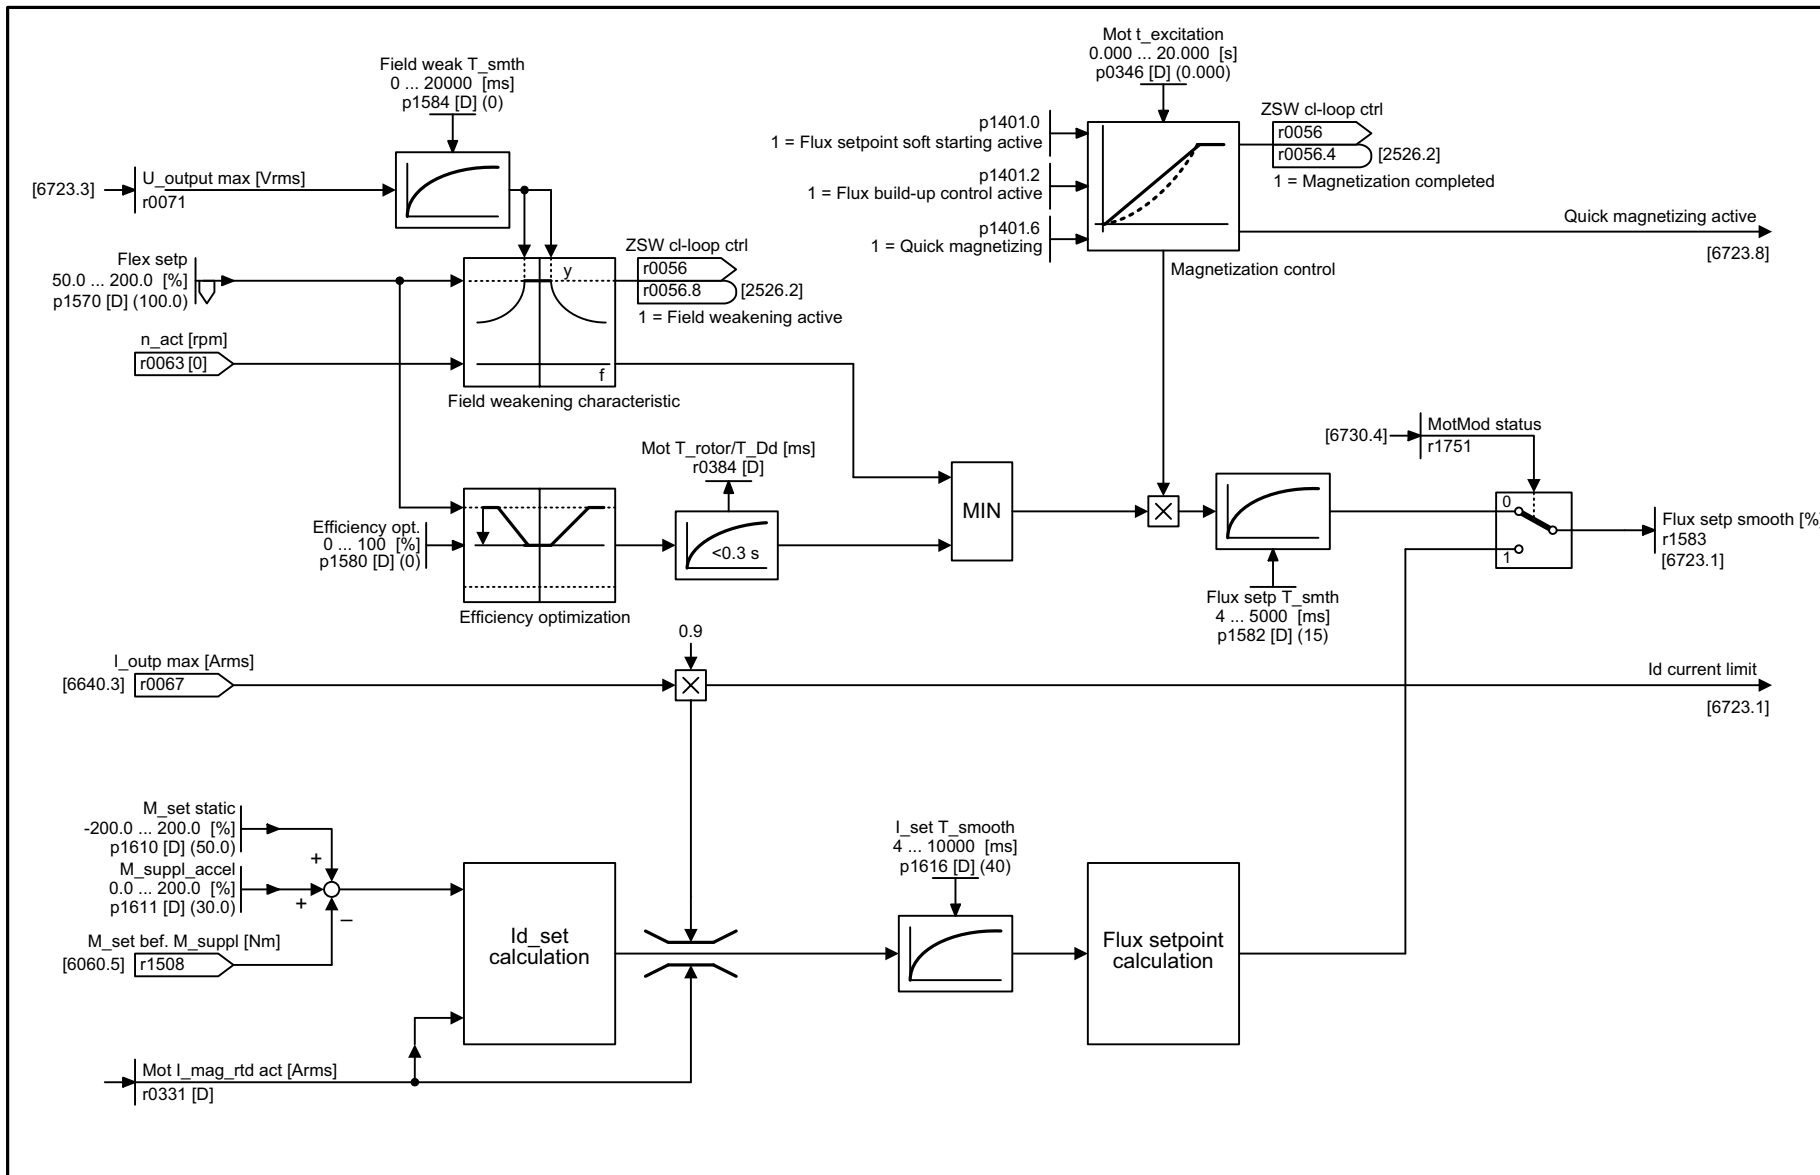 Field weak T_smth
0 ... 20000 [ms]
p1584 [D] (0)
[6723.3]
U_output max [Vrms]
r0071
Flex setp
50.0 ... 200.0 [%]
p1570 [D] (100.0)
n_act [rpm]
r0063 [0]
y
f
Field weakening characteristic
ZSW cl-loop ctrl
r0056
r0056.8
[2526.2]
1 = Field weakening active
Mot t_excitation
0.000 ... 20.000 [s]
p0346 [D] (0.000)
p1401.0
1 = Flux setpoint soft starting active
p1401.2
1 = Flux build-up control active
p1401.6
1 = Quick magnetizing
Magnetization control
ZSW cl-loop ctrl
r0056
r0056.4
[2526.2]
1 = Magnetization completed
Quick magnetizing active
[6723.8]
Efficiency opt.
0 ... 100 [%]
p1580 [D] (0)
Efficiency optimization
Mot T_rotor/T_Dd [ms]
r0384 [D]
<0.3 s
MIN
Flux setp T_smth
4 ... 5000 [ms]
p1582 [D] (15)
[6730.4]
MotMod status
r1751
0
1
Flux setp smooth [%
r1583
[6723.1]
I_outp max [Arms]
[6640.3]
r0067
0.9
Id current limit
[6723.1]
M_set static
-200.0 ... 200.0 [%]
p1610 [D] (50.0)
M_suppl_accel
0.0 ... 200.0 [%]
p1611 [D] (30.0)
+
+
–
M_set bef. M_suppl [Nm]
[6060.5]
r1508
Id_set
calculation
I_set T_smooth
4 ... 10000 [ms]
p1616 [D] (40)
Flux setpoint
calculation
Mot I_mag_rtd act [Arms]
r0331 [D]